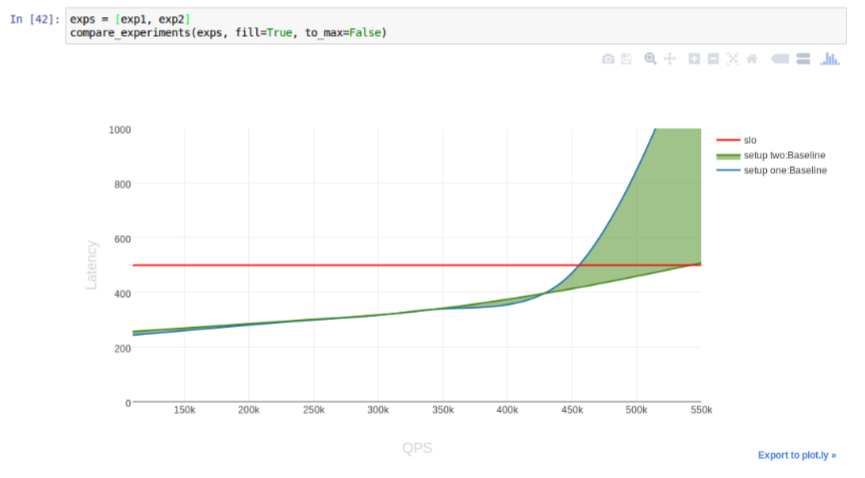 In [42]: exps = [exp1, exp2]
compare_experiments(exps, fill=True, to_max=False)
1000
800
600
400
200
0
Latency
150k 200k 250k 300k 350k 400k 450k 500k 550k
QPS
slo
setup two:Baseline
setup one:Baseline
Export to plot.ly »